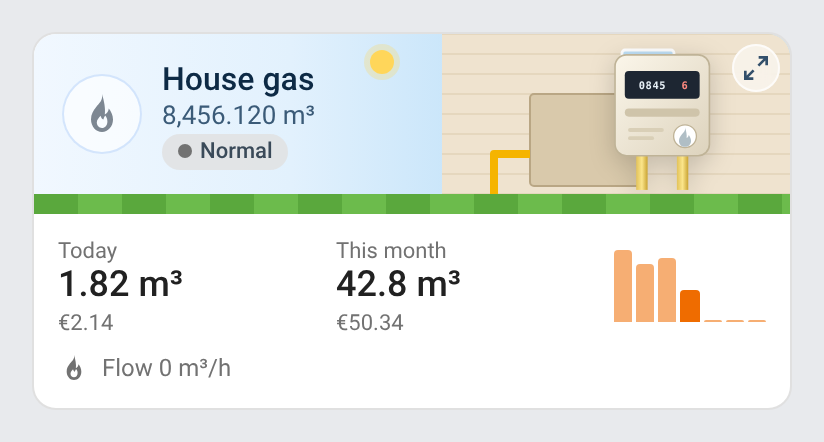 House gas
8,456.120 m³
Normal
0845 6
Today
1.82 m³
€2.14
This month
42.8 m³
€50.34
Flow 0 m³/h